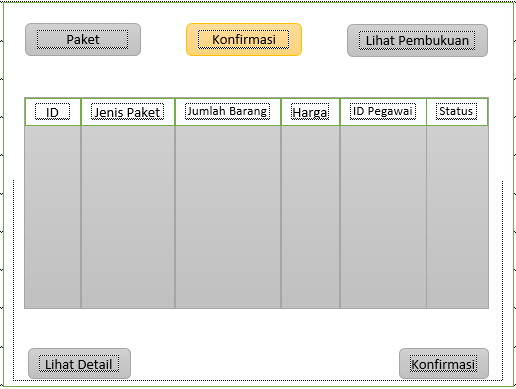 Paket
Konfirmasi
Lihat Pembukuan
ID
Jenis Paket
Jumlah Barang
Harga
ID Pegawai
Status
Lihat Detail
Konfirmasi